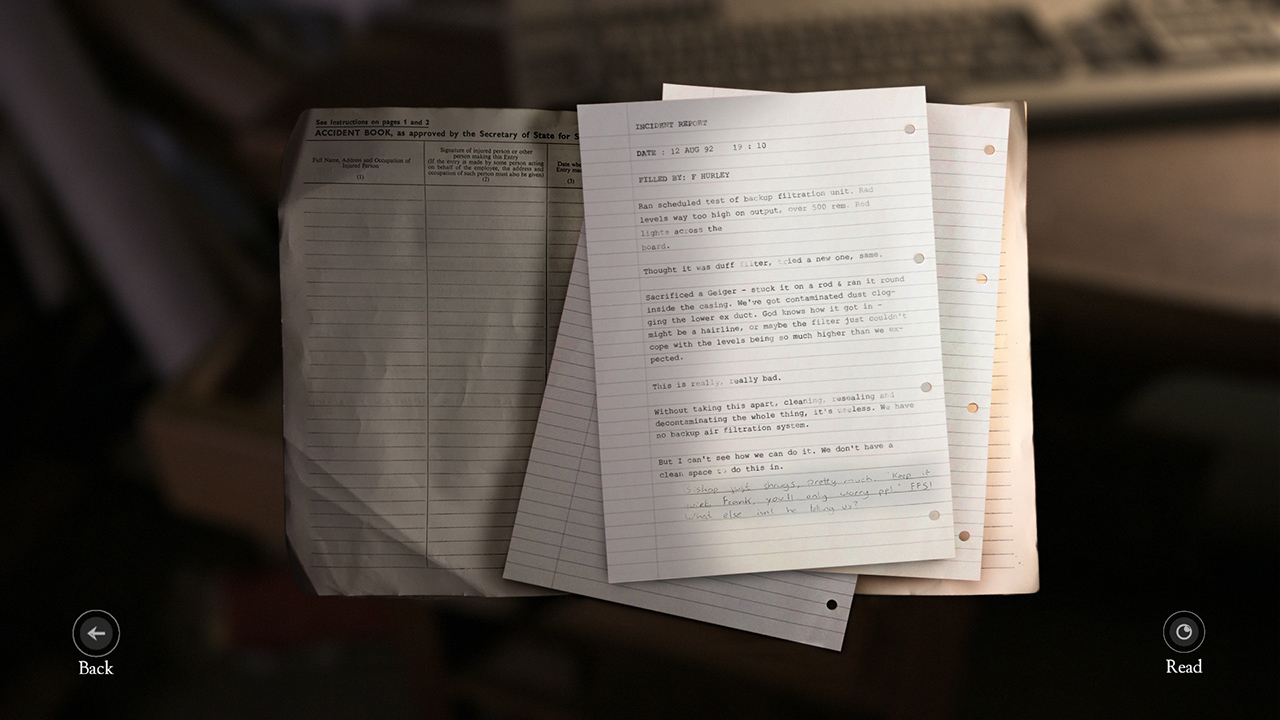 See Instructions on pages 1 and 2
ACCIDENT BOOK, as approved by the Secretary of State for S
Full Name, Address and Occupation of
Injured Person
(1)
Signature of injured person or other
person making this Entry
(If the entry is made by some person acting
on behalf of the employee, the address and
occupation of such person must also be given)
(2)
Date whe
Entry ma
(3)
INCIDENT REPORT
DATE : 12 AUG 92 19 : 10
FILLED BY: F HURLEY
Ran scheduled test of backup filtration unit. Rad
levels way too high on output, over 500 rem. Red
lights across the
board.
Thought it was duff filter, tried a new one, same.
Sacrificed a Geiger - stuck it on a rod & ran it round
inside the casing. We've got contaminated dust clog-
ging the lower ex duct. God knows how it got in -
might be a hairline, or maybe the filter just couldn't
cope with the levels being so much higher than we ex-
pected.
This is really, really bad.
Without taking this apart, cleaning, resealing and
decontaminating the whole thing, it's useless. We have
no backup air filtration system.
But I can't see how we can do it. We don't have a
clean space to do this in.
Bishop just shrugs, pretty much. "Keep it
quiet Frank, you'll only worry ppl" FFS!
What else isn't he telling us?
Back
Read